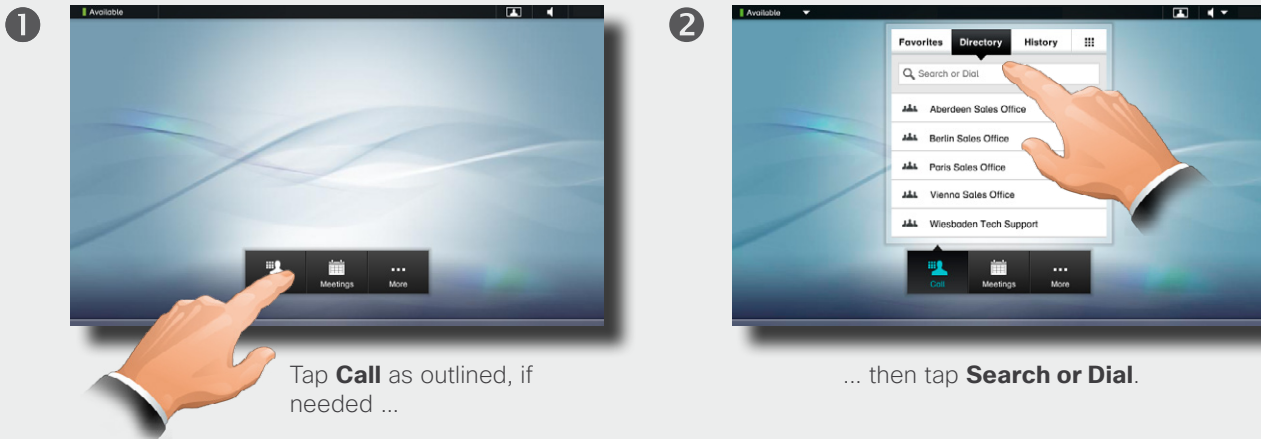 1
Available
Meetings
More
Tap Call as outlined, if
needed ...
2
Available
Favorites Directory History
Search or Dial
Aberdeen Sales Office
Berlin Sales Office
Paris Sales Office
Vienna Sales Office
Wiesbaden Tech Support
Call Meetings More
... then tap Search or Dial.